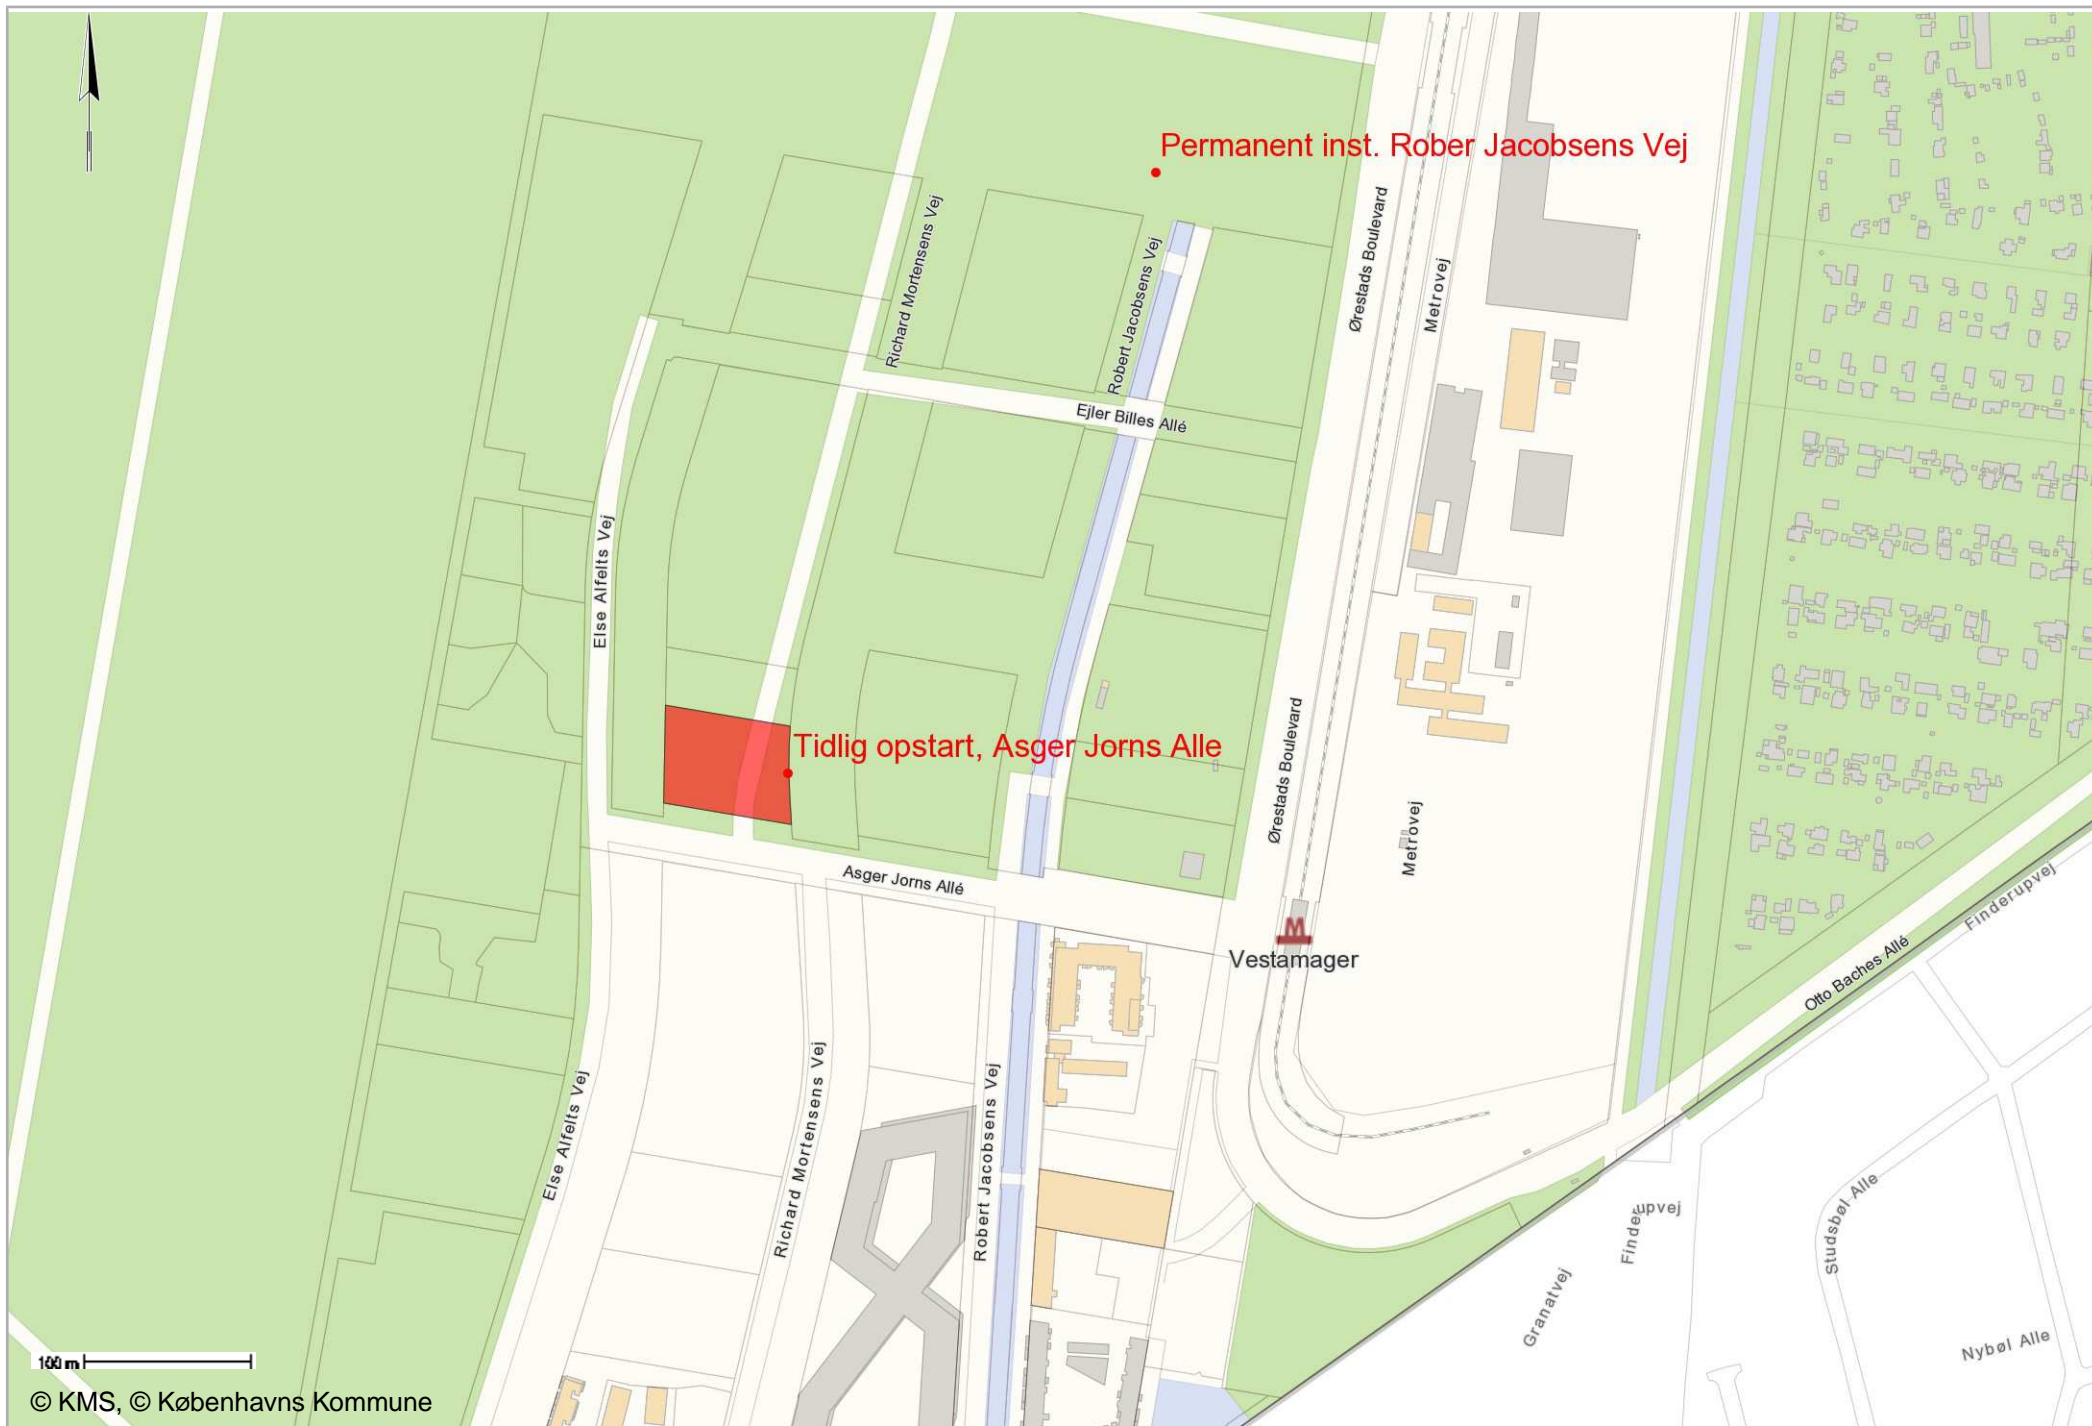 Permanent inst. Rober Jacobsens Vej
Richard Mortensens Vej
Robert Jacobsens Vej
Ørestads Boulevard
Metrovej
Ejler Billes Allé
Else Alfelts Vej
Tidlig opstart, Asger Jorns Alle
Ørestads Boulevard
Metrovej
Asger Jorns Allé
M
Vestamager
Finderupvej
Otto Baches Allé
Else Alfelts Vej
Richard Mortensens Vej
Robert Jacobsens Vej
Finderupvej
Studsbøl Alle
Granatvej
Nybøl Alle
© KMS, © Københavns Kommune